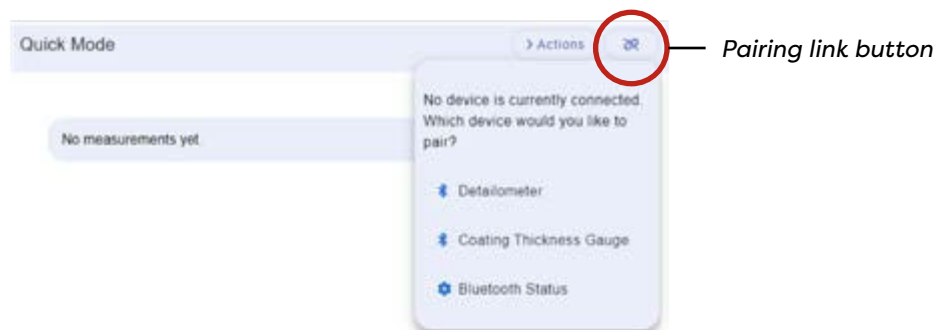 Quick Mode
Actions
Pairing link button
No device is currently connected.
Which device would you like to
pair?
No measurements yet
Detailometer
Coating Thickness Gauge
Bluetooth Status